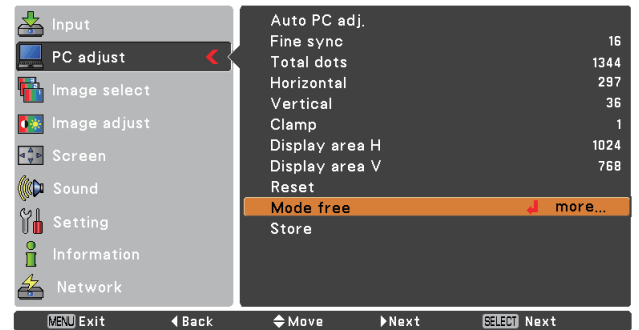 Input
PC adjust
Image select
Image adjust
Screen
Sound
Setting
Information
Network
Auto PC adj.
Fine sync 16
Total dots 1344
Horizontal 297
Vertical 36
Clamp 1
Display area H 1024
Display area V 768
Reset
Mode free more...
Store
MENU Exit Back Move Next SELECT Next